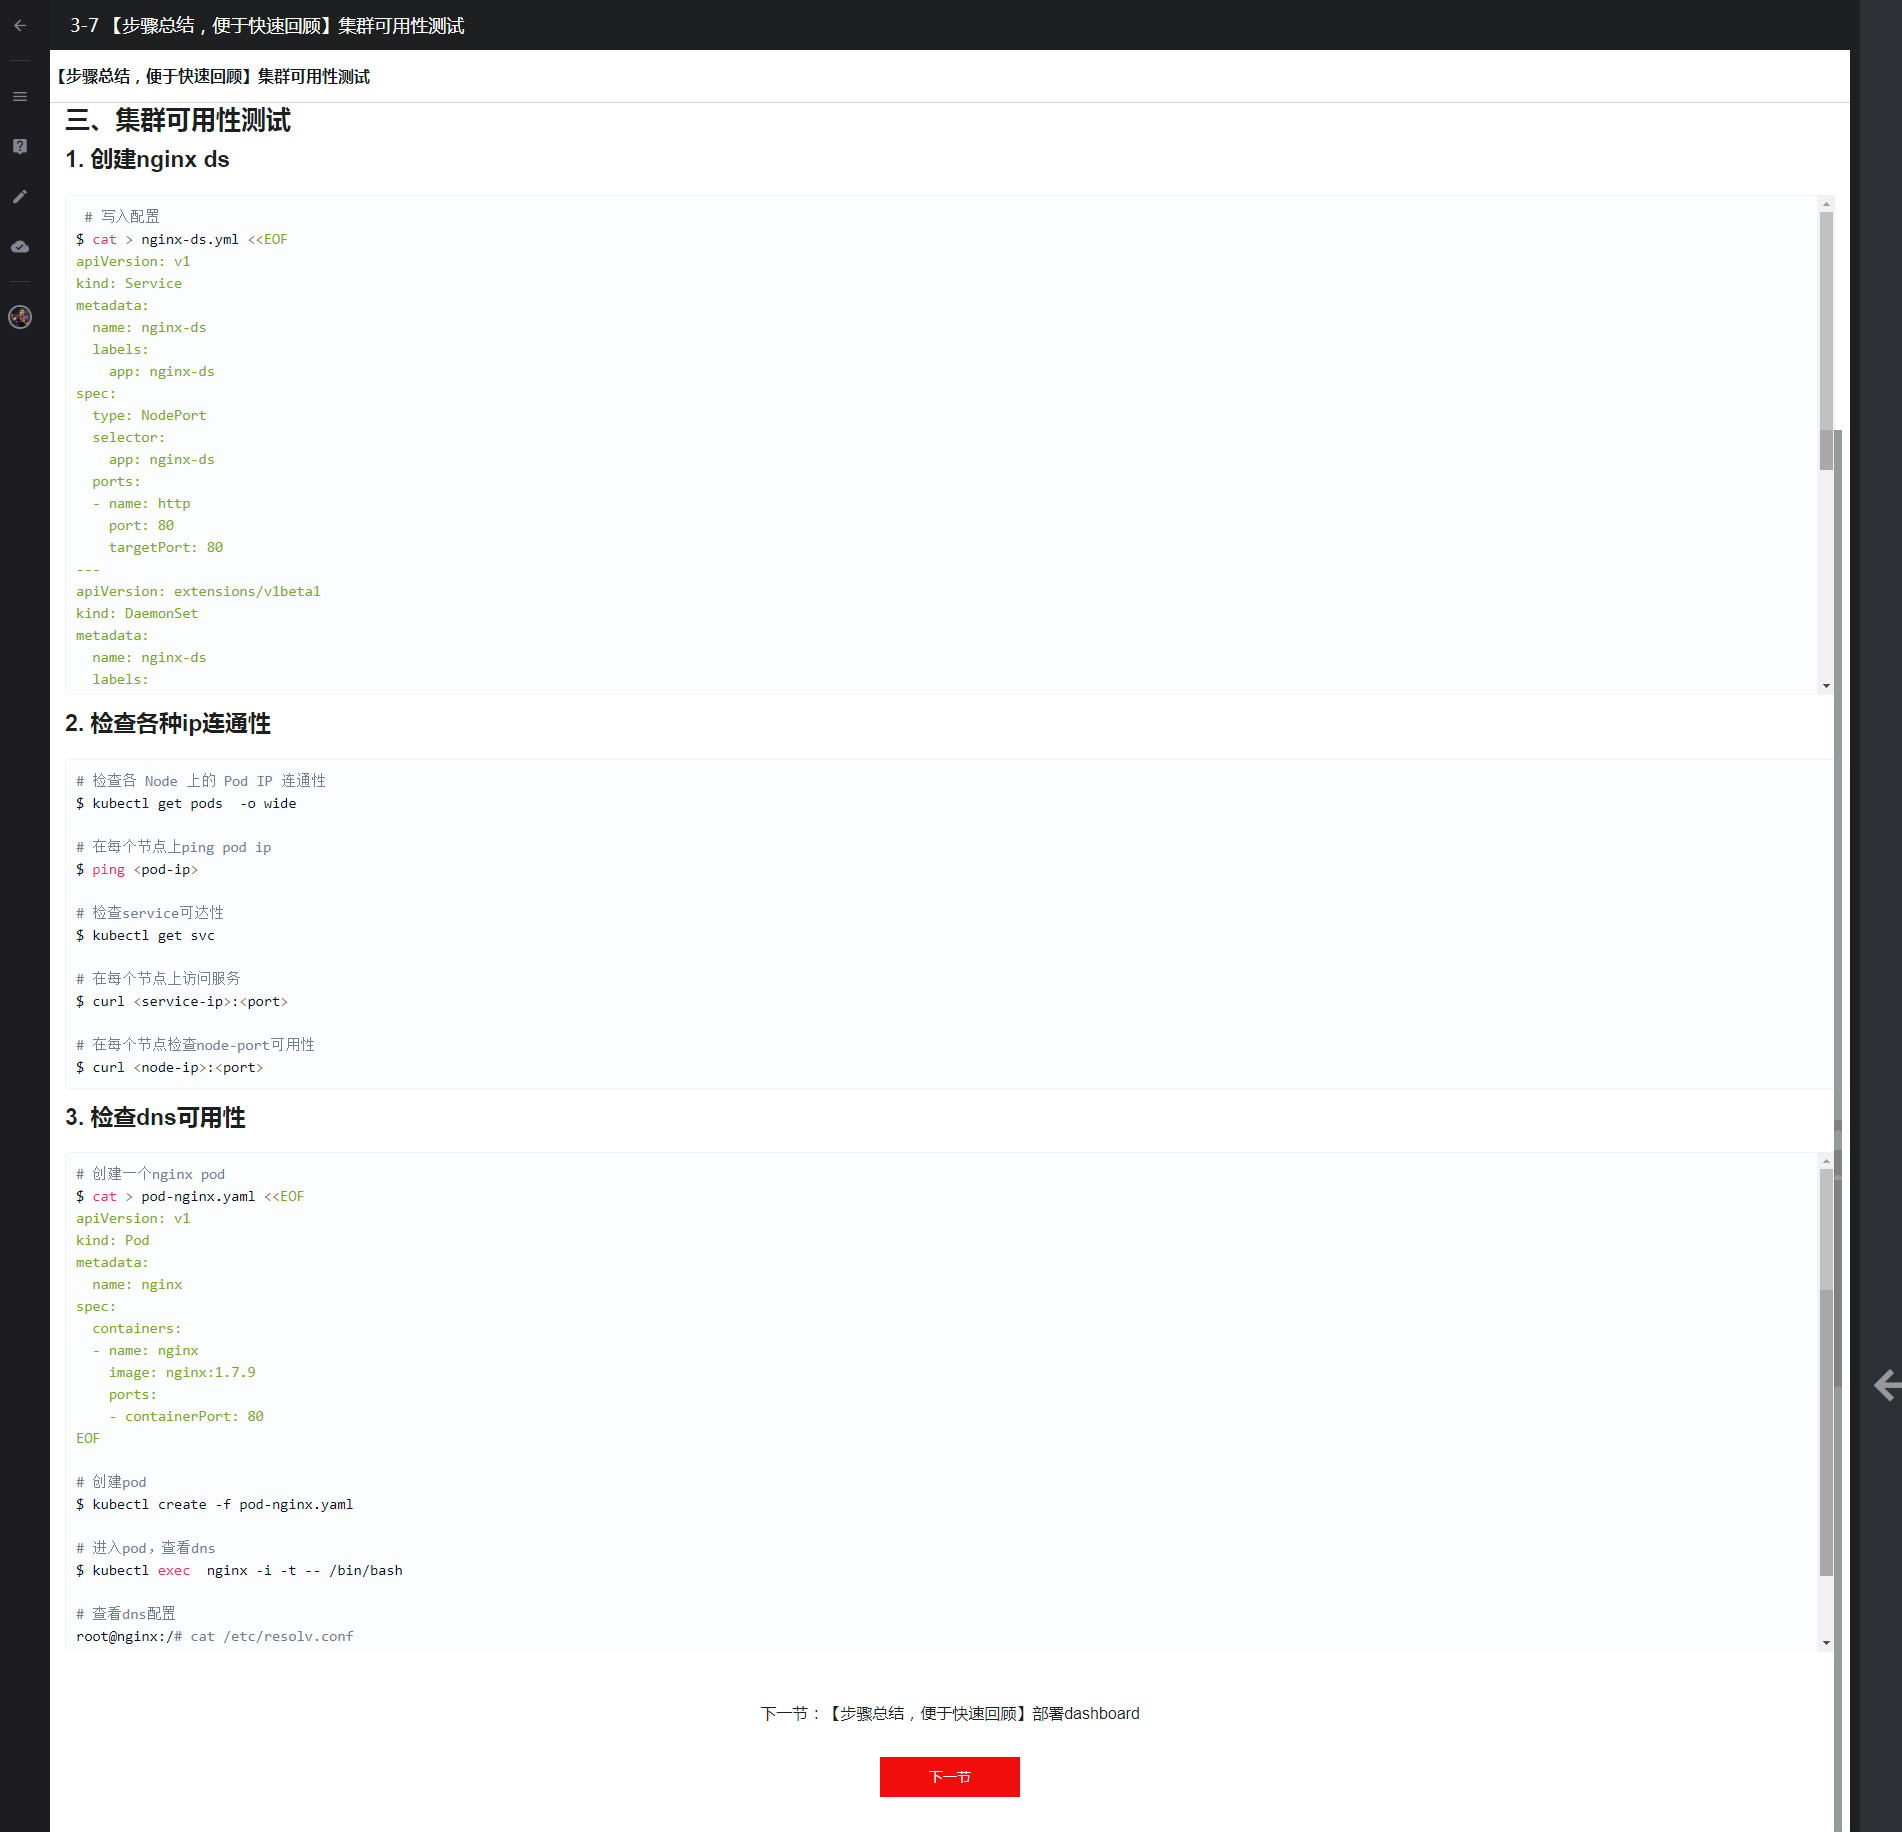 3-7 【步骤总结，便于快速回顾】集群可用性测试
【步骤总结，便于快速回顾】集群可用性测试
三、集群可用性测试
1. 创建nginx ds
# 写入配置
$ cat > nginx-ds.yml <<EOF
apiVersion: v1
kind: Service
metadata:
  name: nginx-ds
  labels:
    app: nginx-ds
spec:
  type: NodePort
  selector:
    app: nginx-ds
  ports:
  - name: http
    port: 80
    targetPort: 80
---
apiVersion: extensions/v1beta1
kind: DaemonSet
metadata:
  name: nginx-ds
  labels:
2. 检查各种ip连通性
# 检查各 Node 上的 Pod IP 连通性
$ kubectl get pods  -o wide
# 在每个节点上ping pod ip
$ ping <pod-ip>
# 检查service可达性
$ kubectl get svc
# 在每个节点上访问服务
$ curl <service-ip>:<port>
# 在每个节点检查node-port可用性
$ curl <node-ip>:<port>
3. 检查dns可用性
# 创建一个nginx pod
$ cat > pod-nginx.yaml <<EOF
apiVersion: v1
kind: Pod
metadata:
  name: nginx
spec:
  containers:
  - name: nginx
    image: nginx:1.7.9
    ports:
    - containerPort: 80
EOF
# 创建pod
$ kubectl create -f pod-nginx.yaml
# 进入pod，查看dns
$ kubectl exec  nginx -i -t -- /bin/bash
# 查看dns配置
root@nginx:/# cat /etc/resolv.conf
下一节：【步骤总结，便于快速回顾】部署dashboard
下一节